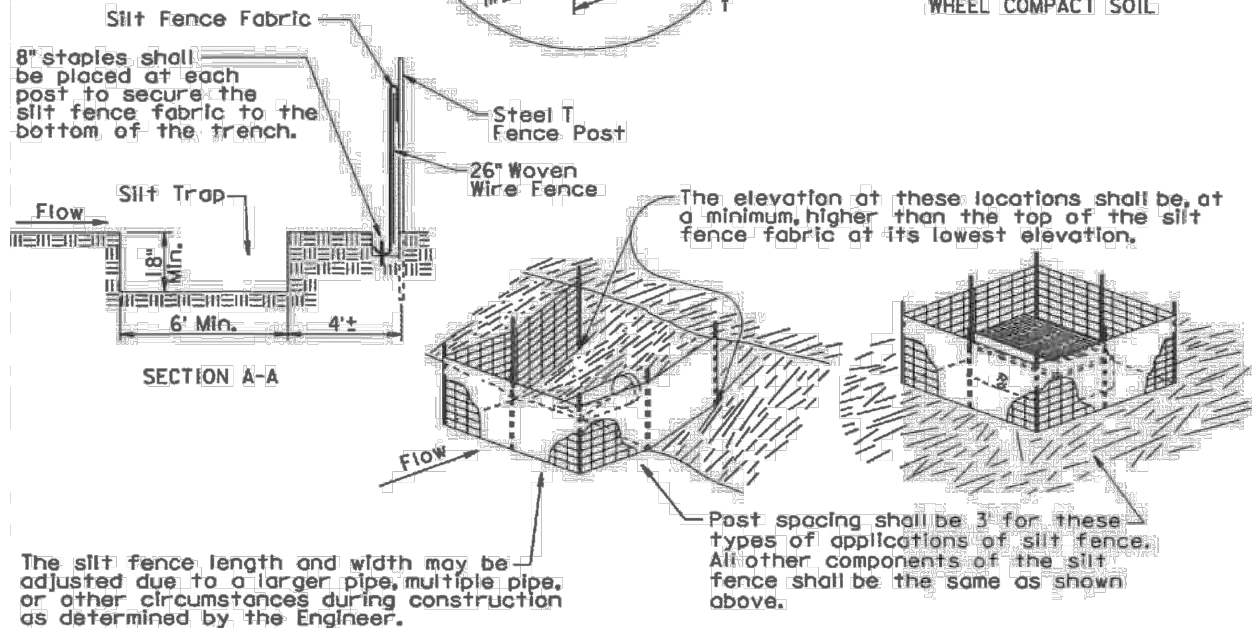 WHEEL COMPACT SOIL
T
Silt Fence Fabric
8" staples shall
be placed at each
post to secure the
silt fence fabric to the
bottom of the trench.
Steel T
Fence Post
26" Woven
Wire Fence
Silt Trap
Flow
18"
Min.
6' Min.
4'±
SECTION A-A
The elevation at these locations shall be, at
a minimum, higher than the top of the silt
fence fabric at its lowest elevation.
Flow
Post spacing shall be 3' for these
types of applications of silt fence.
All other components of the silt
fence shall be the same as shown
above.
The silt fence length and width may be
adjusted due to a larger pipe, multiple pipe,
or other circumstances during construction
as determined by the Engineer.